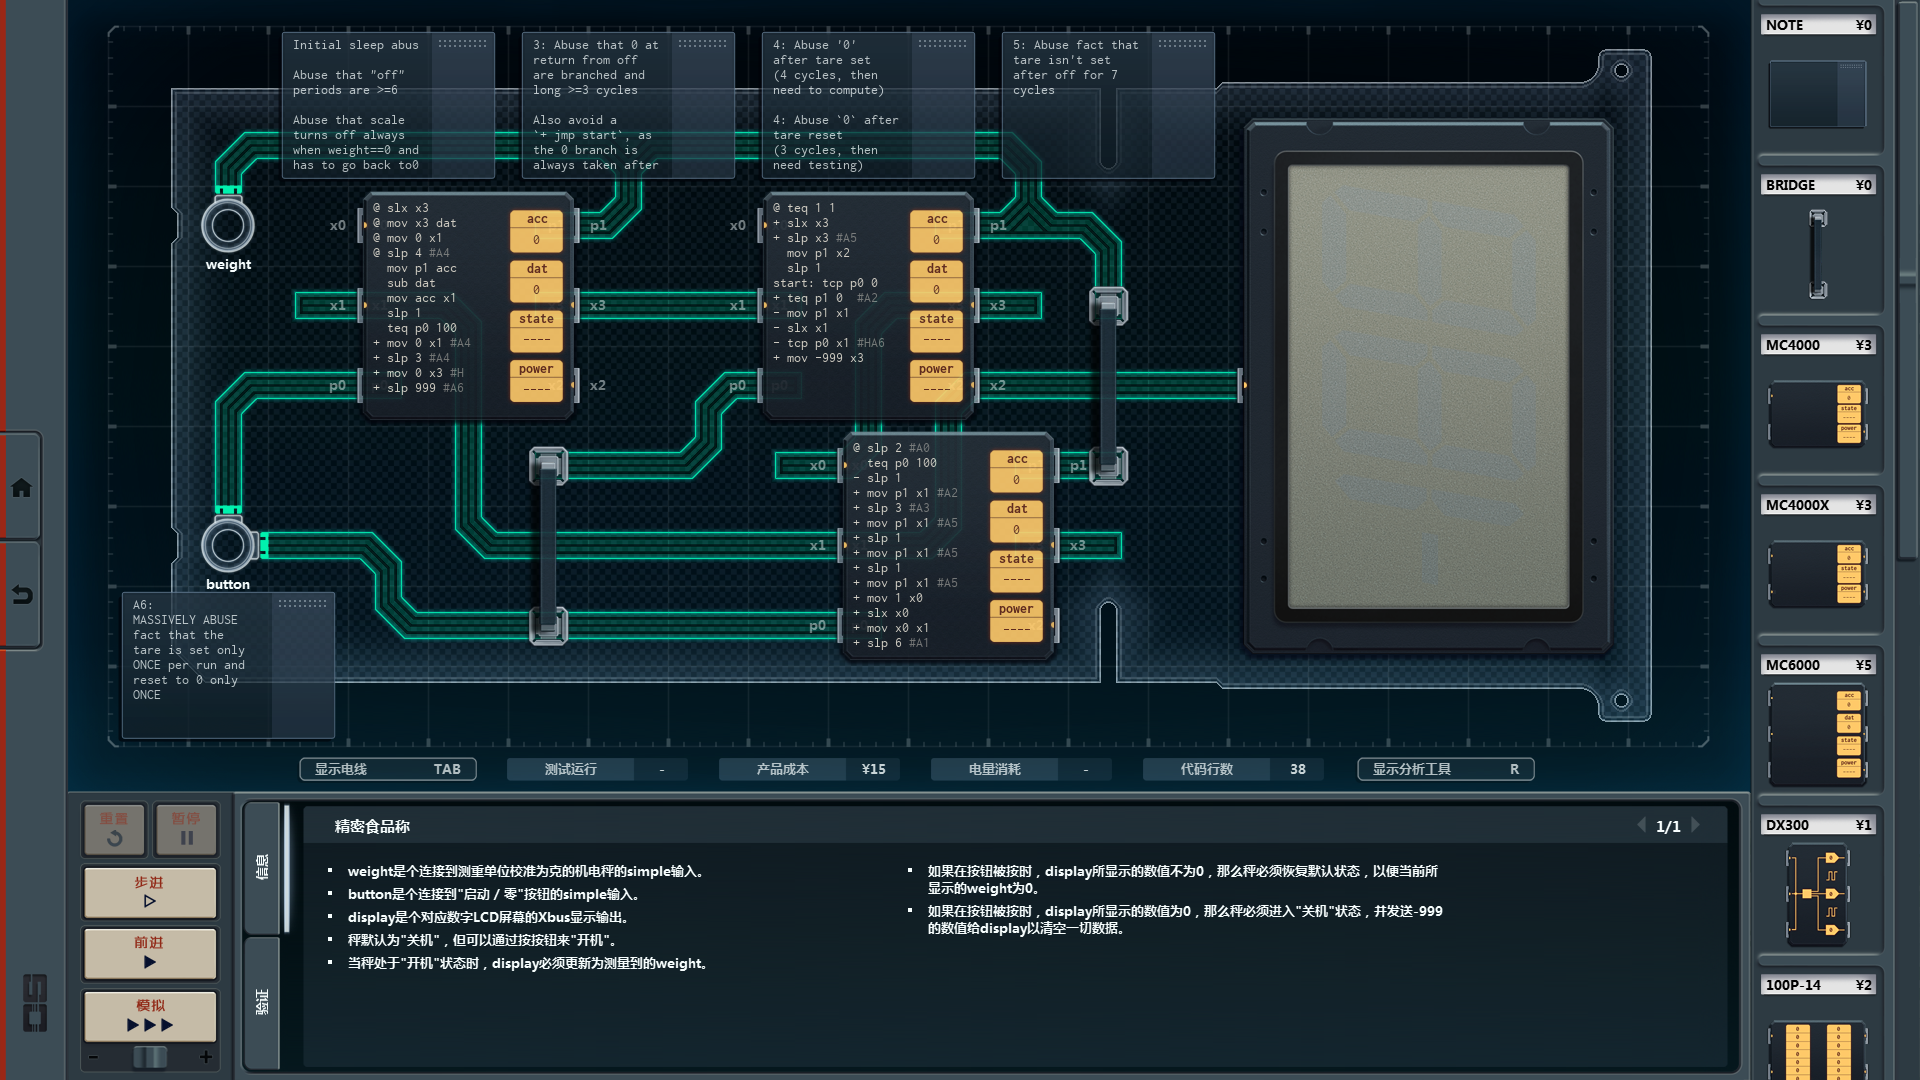 Initial sleep abus
Abuse that "off"
periods are >=6
Abuse that scale
turns off always
when weight==0 and
has to go back to0
3: Abuse that 0 at
return from off
are branched and
long >=3 cycles
Also avoid a
`+ jmp start`, as
the 0 branch is
always taken after
4: Abuse '0'
after tare set
(4 cycles, then
need to compute)
4: Abuse `0` after
tare reset
(3 cycles, then
need testing)
5: Abuse fact that
tare isn't set
after off for 7
cycles
weight
x0
@ slx x3
@ mov x3 dat
@ mov 0 x1
@ slp 4 #A4
mov p1 acc
sub dat
mov acc x1
slp 1
teq p0 100
+ mov 0 x1 #A4
+ slp 3 #A4
+ mov 0 x3 #H
+ slp 999 #A6
acc
0
dat
0
state
----
power
----
x1
p0
p1
x3
x2
x0
x1
p0
@ teq 1 1
+ slx x3
+ slp x3 #A5
mov p1 x2
slp 1
start: tcp p0 0
+ teq p1 0 #A2
- mov p1 x1
- slx x1
- tcp p0 x1 #HA6
+ mov -999 x3
acc
0
dat
0
state
----
power
----
p1
x3
x2
x0
x1
p0
@ slp 2 #A0
teq p0 100
- slp 1
+ mov p1 x1 #A2
+ slp 3 #A3
+ mov p1 x1 #A5
+ slp 1
+ mov p1 x1 #A5
+ slp 1
+ mov p1 x1 #A5
+ mov 1 x0
+ slx x0
+ mov x0 x1
+ slp 6 #A1
acc
0
dat
0
state
----
power
----
p1
x3
button
A6:
MASSIVELY ABUSE
fact that the
tare is set only
ONCE per run and
reset to 0 only
ONCE
显示电线 TAB
测试运行 -
产品成本 ¥15
电量消耗 -
代码行数 38
显示分析工具 R
重置
暂停
步进
前进
模拟
- +
信息
验证
精密食品称
1/1
▪ weight是个连接到测重单位校准为克的机电秤的simple输入。
▪ button是个连接到"启动 / 零"按钮的simple输入。
▪ display是个对应数字LCD屏幕的Xbus显示输出。
▪ 秤默认为"关机"，但可以通过按按钮来"开机"。
▪ 当秤处于"开机"状态时，display必须更新为测量到的weight。
▪ 如果在按钮被按时，display所显示的数值不为0，那么秤必须恢复默认状态，以便当前所
显示的weight为0。
▪ 如果在按钮被按时，display所显示的数值为0，那么秤必须进入"关机"状态，并发送-999
的数值给display以清空一切数据。
NOTE ¥0
BRIDGE ¥0
MC4000 ¥3
MC4000X ¥3
MC6000 ¥5
DX300 ¥1
100P-14 ¥2